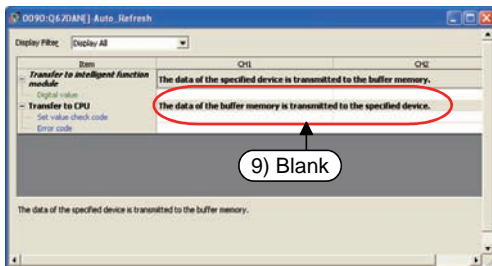 0090:Q62DAN[]-Auto_Refresh
Display Filter Display All
Item CH1 CH2
Transfer to intelligent function module The data of the specified device is transmitted to the buffer memory.
Digital value
Transfer to CPU The data of the buffer memory is transmitted to the specified device.
Set value check code
Error code
9) Blank
The data of the specified device is transmitted to the buffer memory.